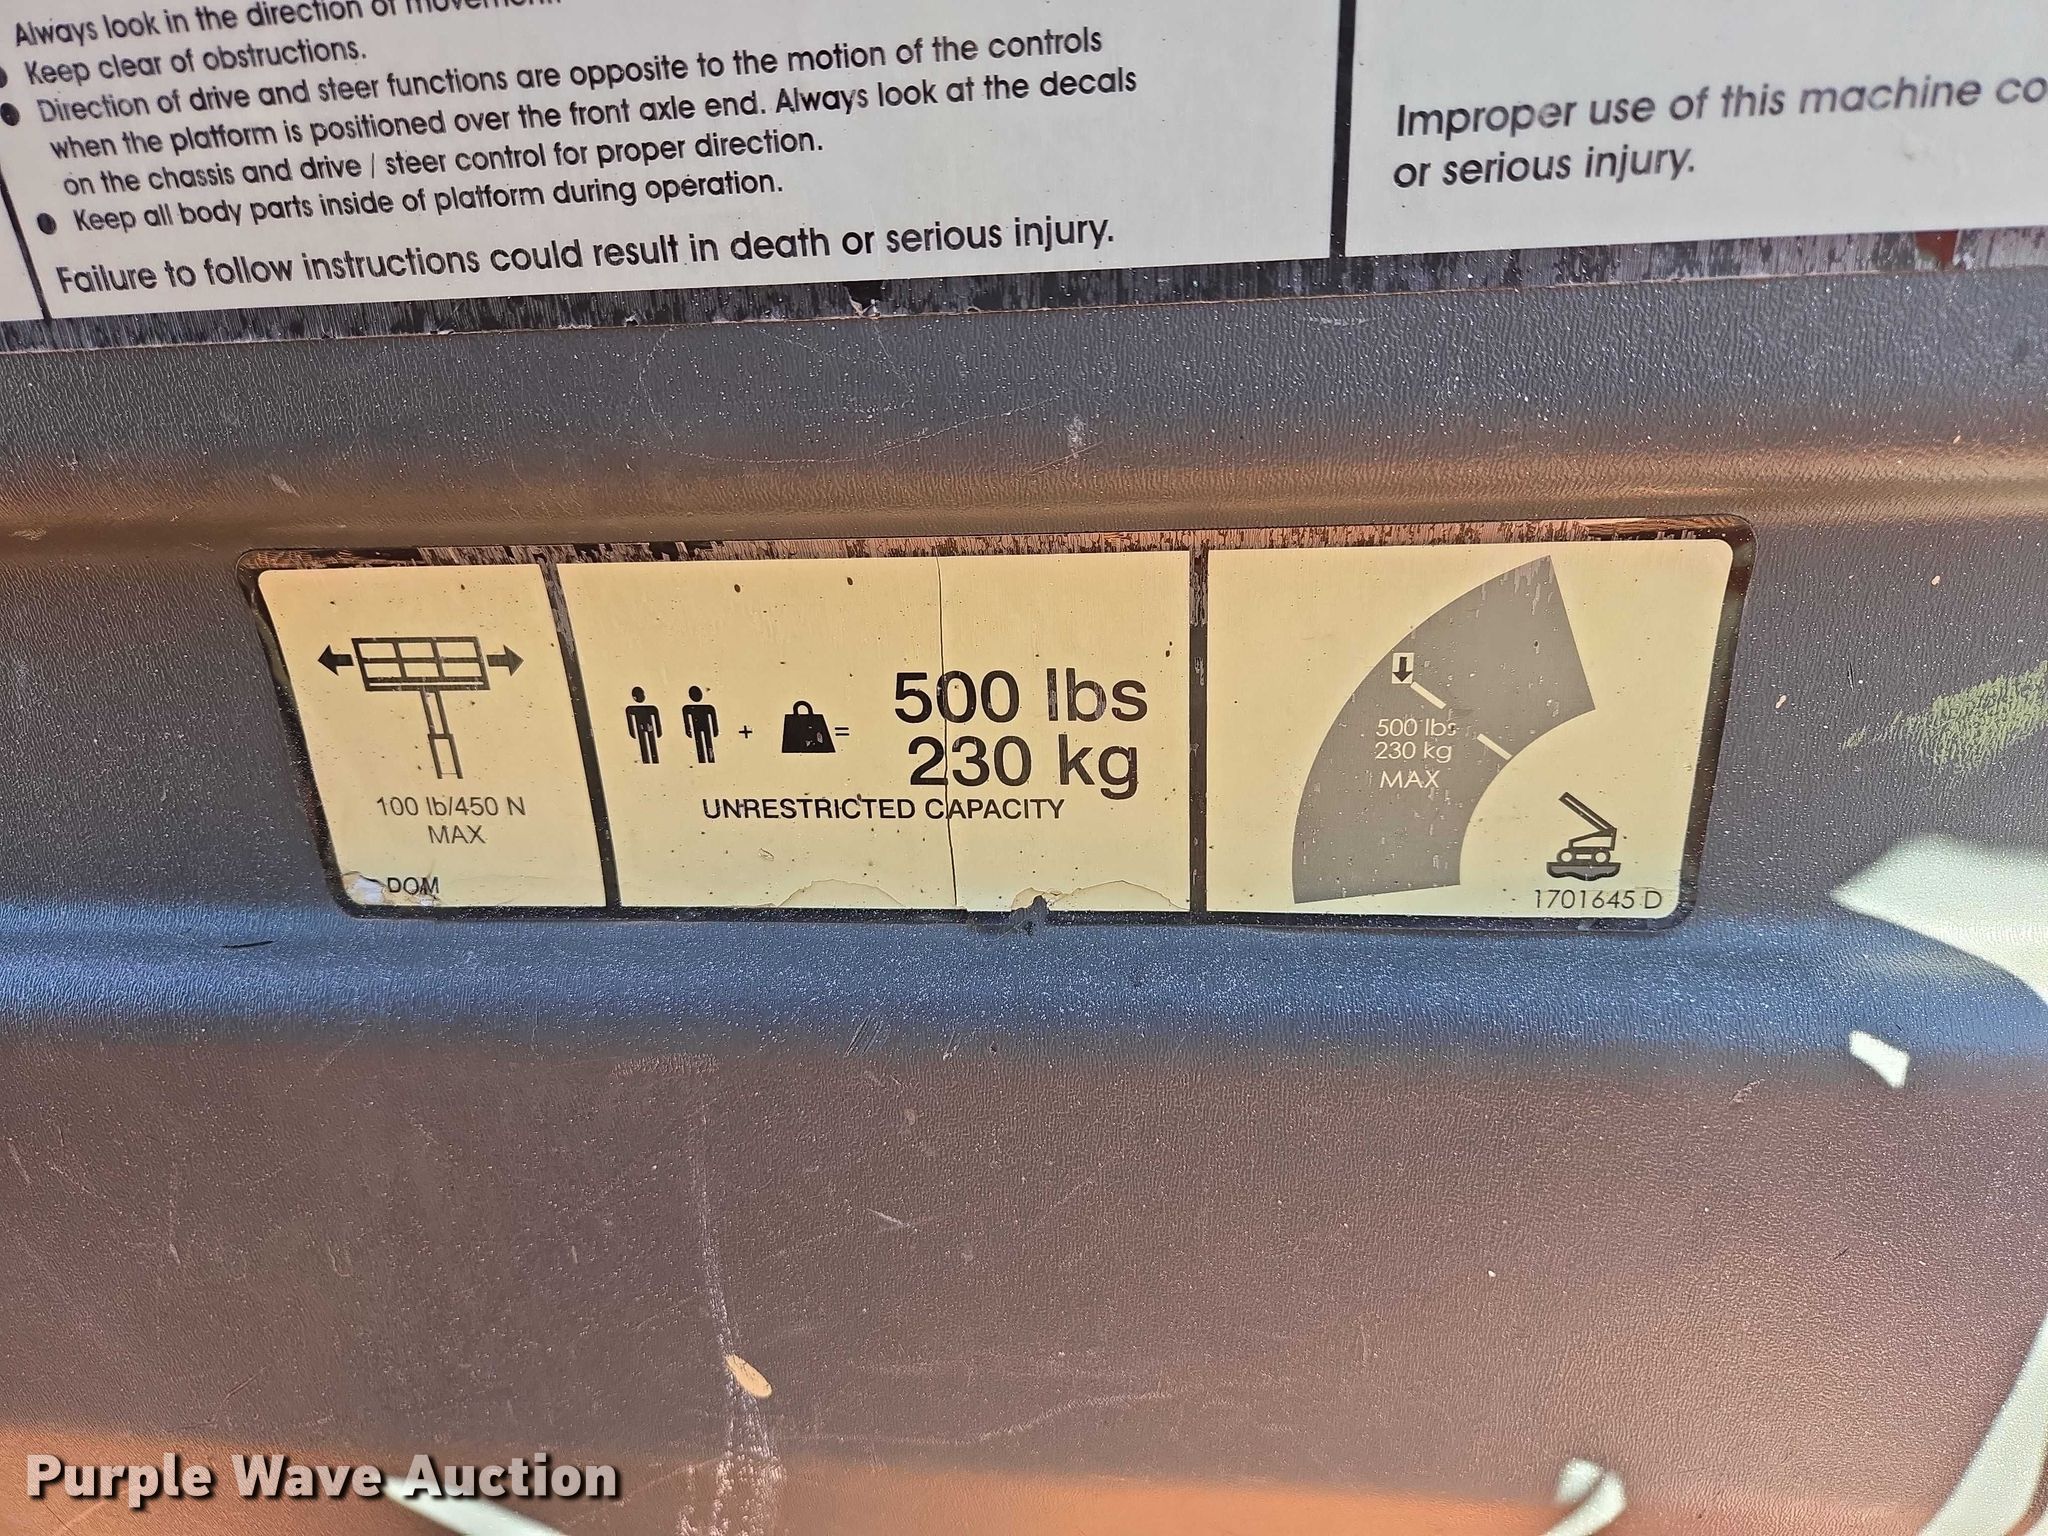 Always look in the direction of movement.
● Keep clear of obstructions.
● Direction of drive and steer functions are opposite to the motion of the controls
when the platform is positioned over the front axle end. Always look at the decals
on the chassis and drive / steer control for proper direction.
● Keep all body parts inside of platform during operation.
Failure to follow instructions could result in death or serious injury.
Improper use of this machine co
or serious injury.
100 lb/450 N
MAX
DOM
+ = 500 lbs
230 kg
UNRESTRICTED CAPACITY
500 lbs
230 kg
MAX
1701645 D
Purple Wave Auction